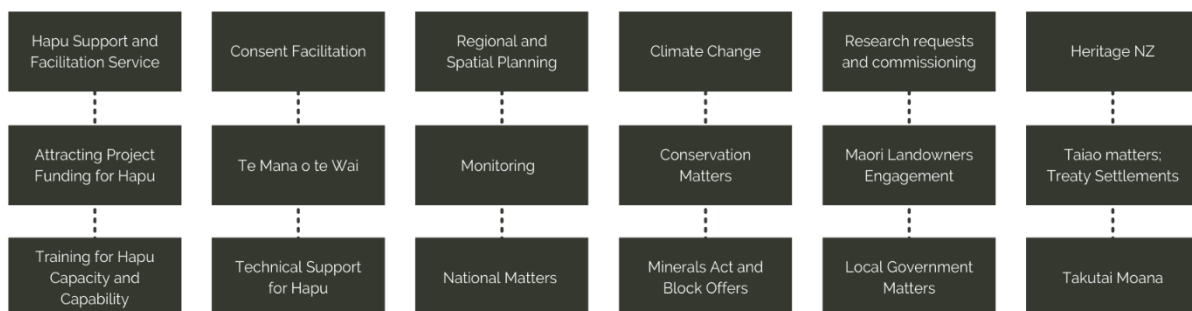 Hapu Support and
Facilitation Service
Consent Facilitation
Regional and
Spatial Planning
Climate Change
Research requests
and commissioning
Heritage NZ
Attracting Project
Funding for Hapu
Te Mana o te Wai
Monitoring
Conservation
Matters
Maori Landowners
Engagement
Taiao matters;
Treaty Settlements
Training for Hapu
Capacity and
Capability
Technical Support
for Hapu
National Matters
Minerals Act and
Block Offers
Local Government
Matters
Takutai Moana